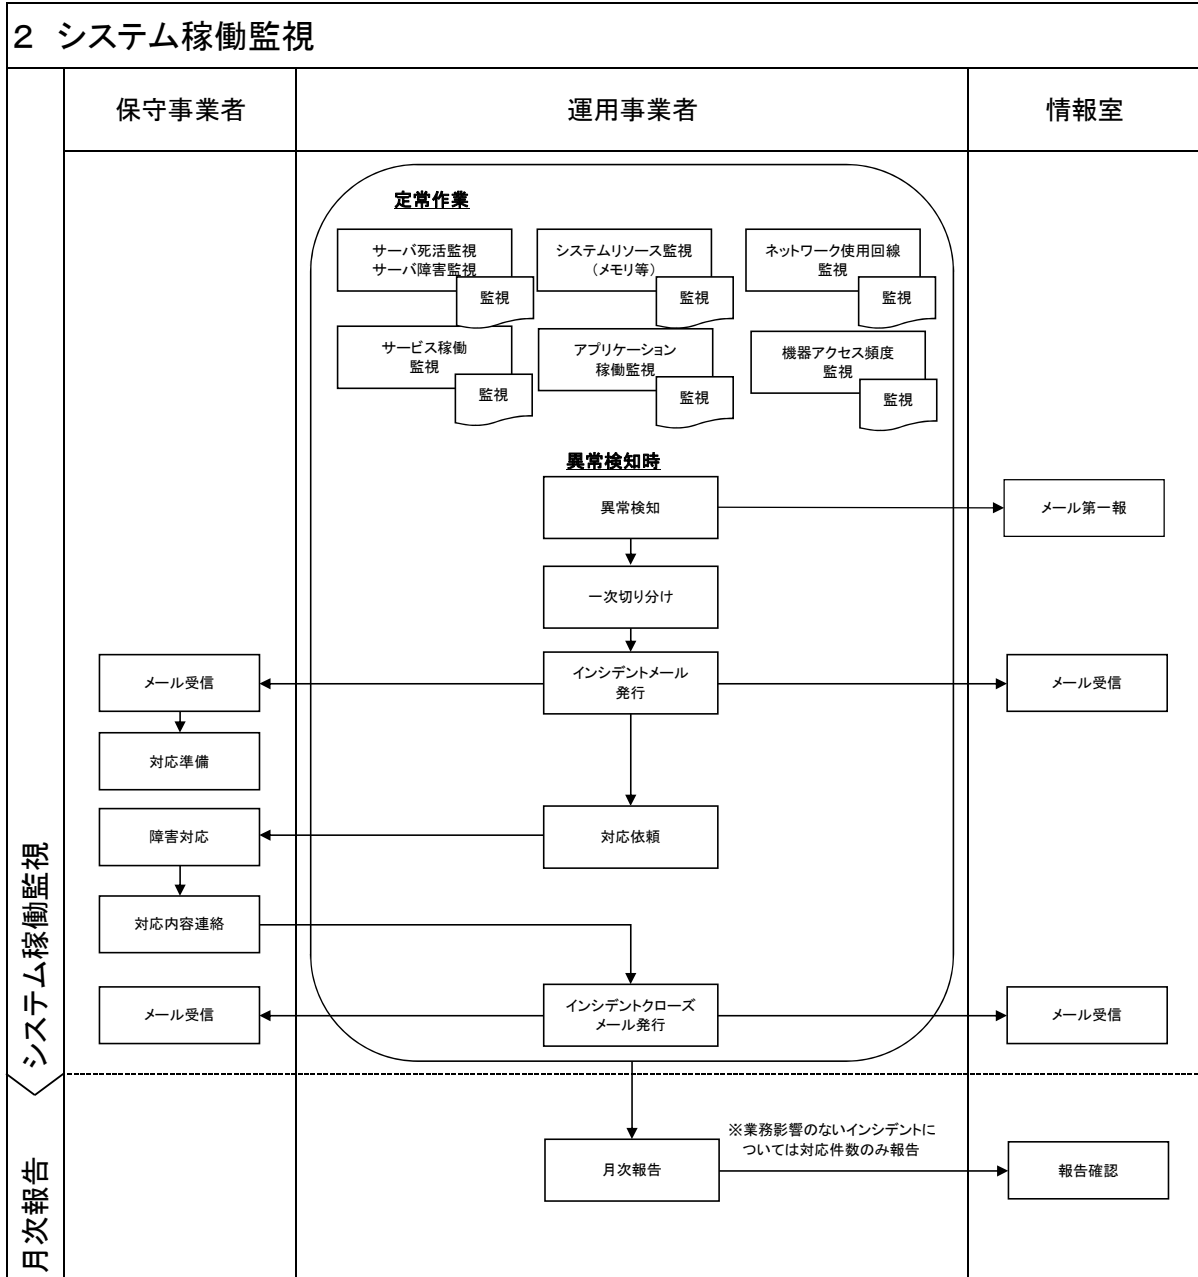 2 システム稼働監視
保守事業者
運用事業者
情報室
定常作業
サーバ死活監視
サーバ障害監視
監視
システムリソース監視
(メモリ等)
監視
ネットワーク使用回線
監視
監視
サービス稼働
監視
監視
アプリケーション
稼働監視
監視
機器アクセス頻度
監視
監視
異常検知時
異常検知
メール第一報
一次切り分け
メール受信
インシデントメール
発行
メール受信
対応準備
障害対応
対応依頼
対応内容連絡
メール受信
インシデントクローズ
メール発行
メール受信
システム稼働監視
月次報告
※業務影響のないインシデントに
ついては対応件数のみ報告
報告確認
月次報告